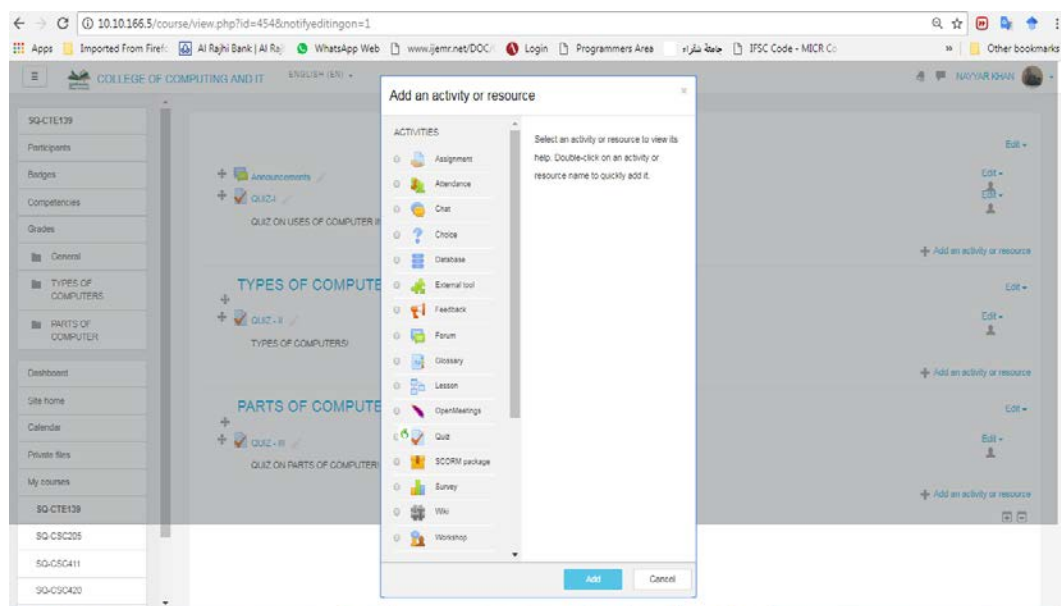 10.10.166.5/course/view.php?id=454&notifyeditingon=1
Apps Imported From Firef Al Rajhi Bank | Al Raj WhatsApp Web www.ijemr.net/DOC/ Login Programmers Area جامعة شقراء IFSC Code - MICR Co » Other bookmarks
COLLEGE OF COMPUTING AND IT ENGLISH (EN) NAYYAR KHAN
SQ-CTE139
Participants
Badges
Competencies
Grades
General
TYPES OF
COMPUTERS
PARTS OF
COMPUTER
Dashboard
Site home
Calendar
Private files
My courses
SQ-CTE139
SQ-CSC205
SQ-CSC411
SQ-CSC420
Edit
Announcements
Edit
QUIZ-I
Edit
QUIZ ON USES OF COMPUTER
Add an activity or resource
TYPES OF COMPUTE
Edit
QUIZ - II
Edit
TYPES OF COMPUTERS!
Add an activity or resource
PARTS OF COMPUTE
Edit
QUIZ - III
Edit
QUIZ ON PARTS OF COMPUTER!
Add an activity or resource
Add an activity or resource ×
ACTIVITIES
Assignment
Attendance
Chat
Choice
Database
External tool
Feedback
Forum
Glossary
Lesson
OpenMeetings
Quiz
SCORM package
Survey
Wiki
Workshop
Select an activity or resource to view its
help. Double-click on an activity or
resource name to quickly add it.
Add Cancel